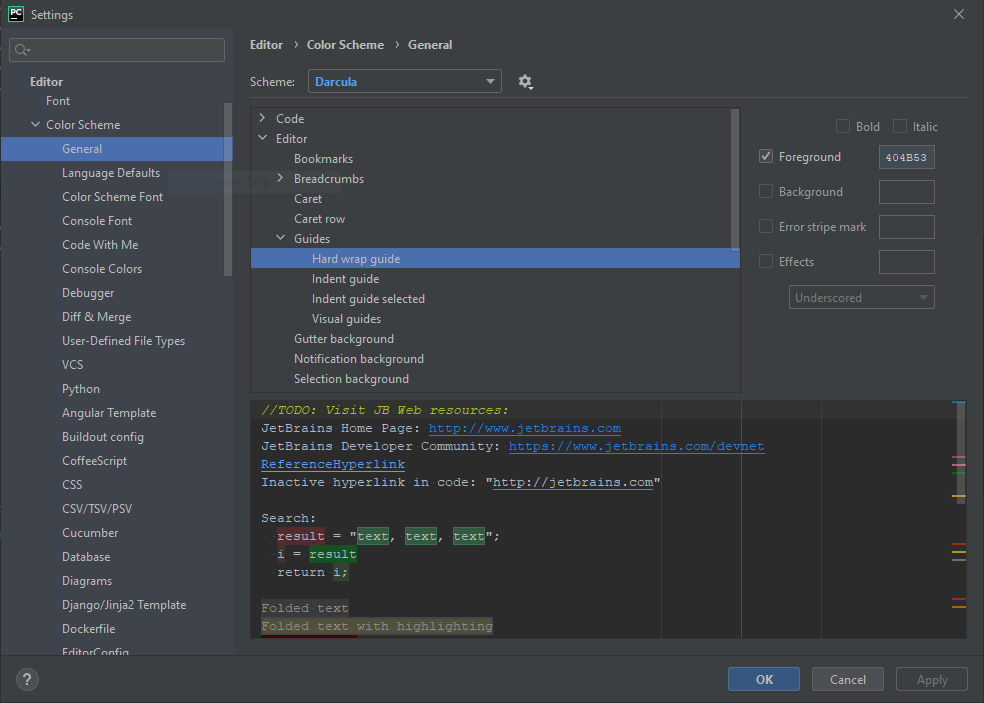 PC Settings
Editor
Font
Color Scheme
General
Language Defaults
Color Scheme Font
Console Font
Code With Me
Console Colors
Debugger
Diff & Merge
User-Defined File Types
VCS
Python
Angular Template
Buildout config
CoffeeScript
CSS
CSV/TSV/PSV
Cucumber
Database
Diagrams
Django/Jinja2 Template
Dockerfile
EditorConfig
Editor › Color Scheme › General
Scheme: Darcula
Code
Editor
Bookmarks
Breadcrumbs
Caret
Caret row
Guides
Hard wrap guide
Indent guide
Indent guide selected
Visual guides
Gutter background
Notification background
Selection background
Bold Italic
Foreground 404B53
Background
Error stripe mark
Effects
Underscored
//TODO: Visit JB Web resources:
JetBrains Home Page: http://www.jetbrains.com
JetBrains Developer Community: https://www.jetbrains.com/devnet
ReferenceHyperlink
Inactive hyperlink in code: "http://jetbrains.com"
Search:
result = "text, text, text";
i = result
return i;
Folded text
Folded text with highlighting
?
OK Cancel Apply